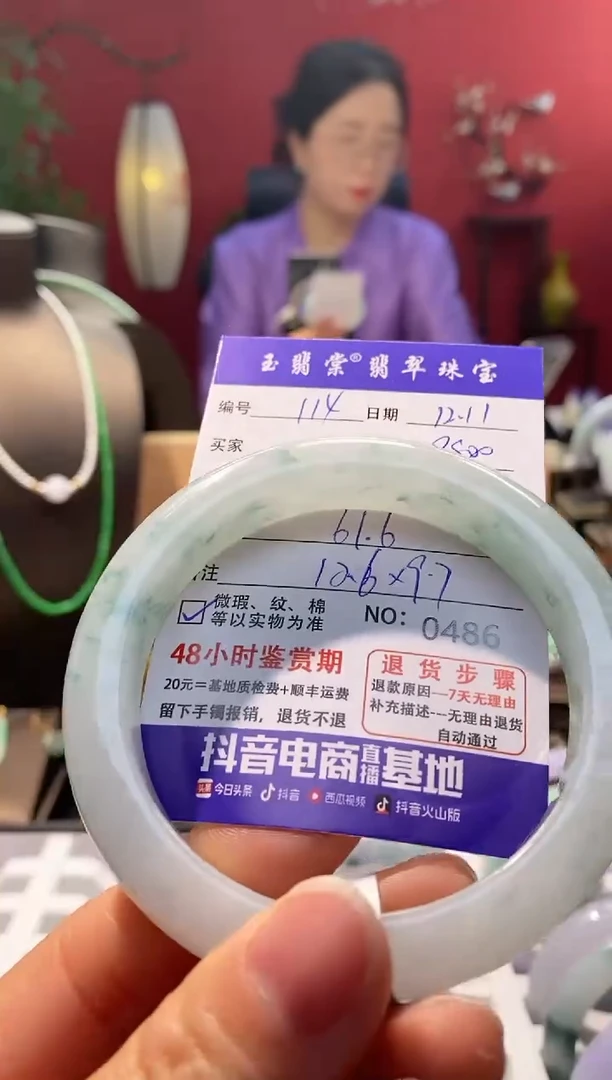 玉翡棠®翡翠珠宝
编号 114 日期 12.11
买家
61.6
注 12.6×9.7
微瑕、纹、棉
等以实物为准
NO: 0486
48小时鉴赏期
20元=基地质检费+顺丰运费
留下手镯报销，退货不退
退货步骤
退款原因---7天无理由
补充描述---无理由退货
自动通过
抖音电商直播基地
头条 今日头条 抖音 西瓜视频 抖音火山版